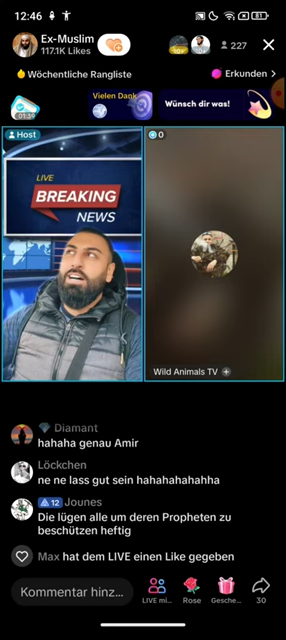 12:46
81
Ex-Muslim
117.1K Likes
227
Wöchentliche Rangliste
Erkunden >
01:39
Vielen Dank
Wünsch dir was!
Host
0
LIVE
BREAKING
NEWS
Wild Animals TV
Diamant
hahaha genau Amir
Löckchen
ne ne lass gut sein hahahahahahha
12 Jounes
Die lügen alle um deren Propheten zu
beschützen heftig
Max hat dem LIVE einen Like gegeben
Kommentar hinz...
LIVE mi...
Rose
Gesche...
30